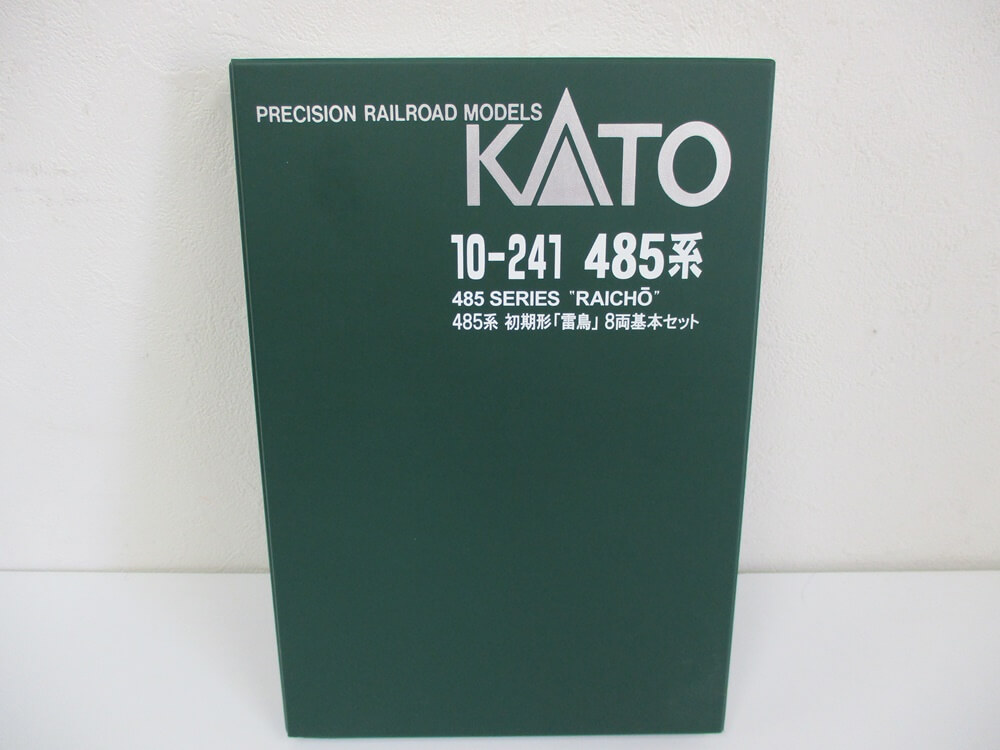 PRECISION RAILROAD MODELS
KATO
10-241 485系
485 SERIES "RAICHŌ"
485系 初期形「雷鳥」 8両基本セット